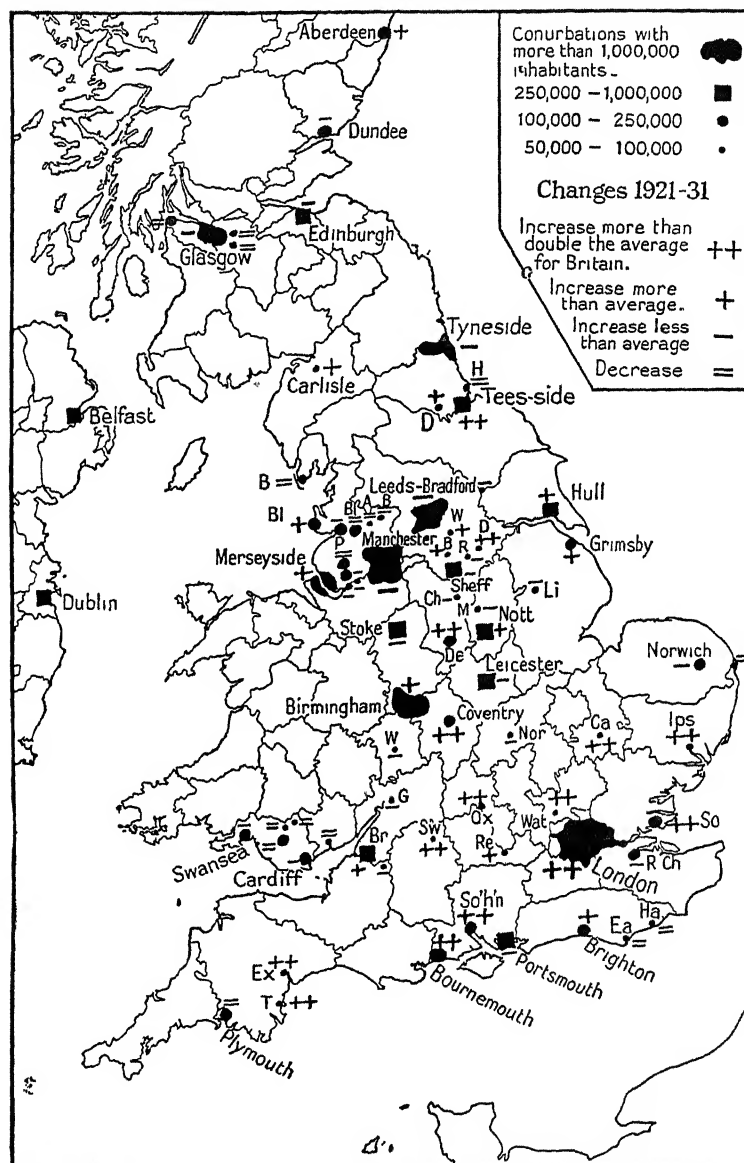 Aberdeen +
Conurbations with
more than 1,000,000
inhabitants.
250,000 – 1,000,000
100,000 – 250,000
50,000 – 100,000
Changes 1921-31
Increase more than
double the average ++
for Britain.
Increase more +
than average.
Increase less –
than average
Decrease =
Dundee
Edinburgh
Glasgow
Tyneside
Carlisle
H
Tees-side
D
++
Belfast
B
Leeds-Bradford
Hull
Bl
Bl
A
B
W
D
Grimsby
P
Manchester
B
R
Merseyside
Sheff
Dublin
Ch
Li
M
Stoke
Nott
De
Leicester
Norwich
Birmingham
Coventry
Ca
Ips
W
Nor
G
Ox
Wat
So
Swansea
Br
Sw
Re
Cardiff
London
R Ch
So'h'n
Ha
Ea
Brighton
Ex
Portsmouth
Bournemouth
T
Plymouth